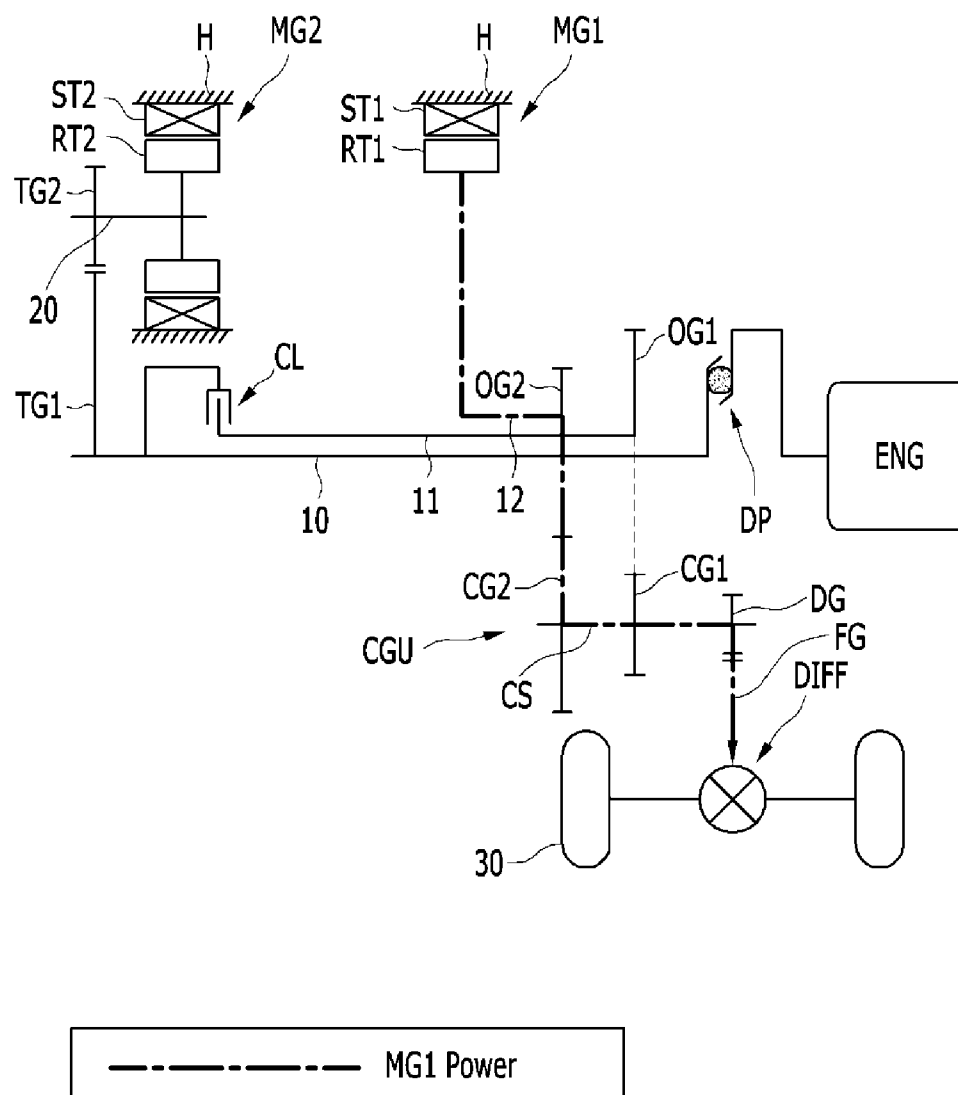 H
MG2
H
MG1
ST2
ST1
RT2
RT1
TG2
20
CL
OG1
OG2
TG1
ENG
10
11
12
DP
CG2
CG1
DG
CGU
CS
FG
DIFF
30
MG1 Power